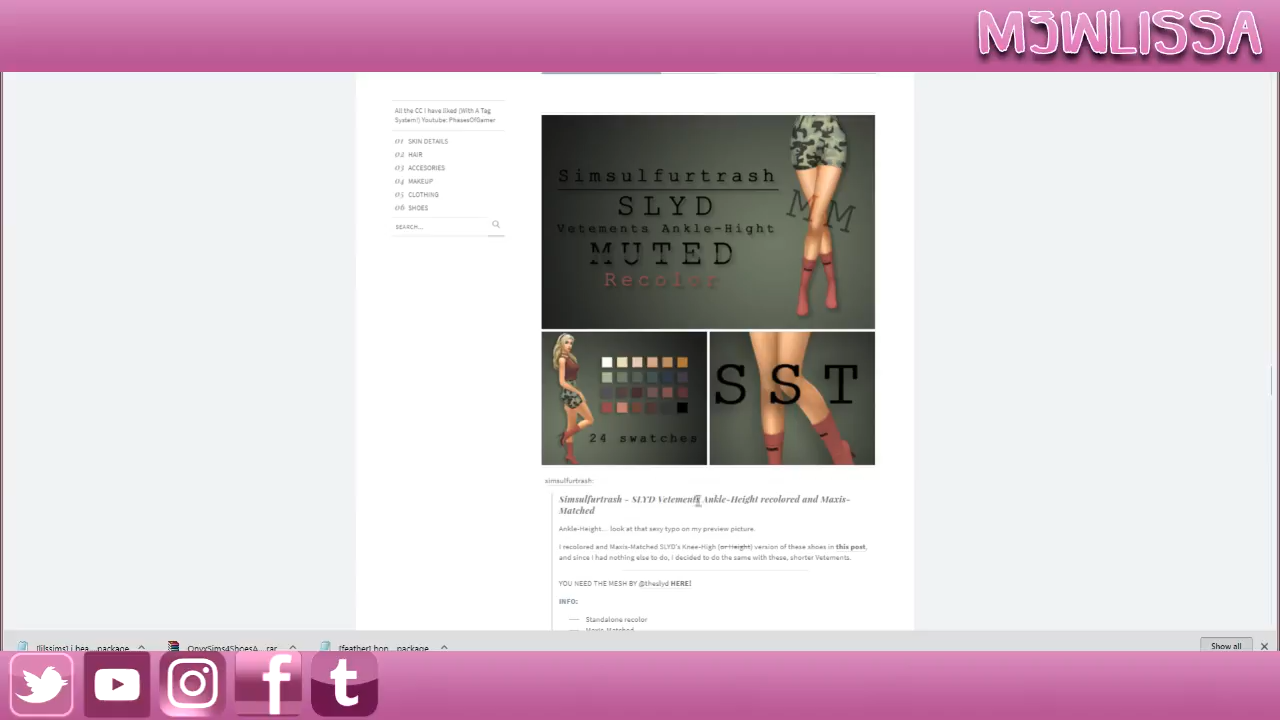 M3WLISSA
All the CC I have liked (With A Tag
System!) Youtube: PhasesOfGamer
01 SKIN DETAILS
02 HAIR
03 ACCESORIES
04 MAKEUP
05 CLOTHING
06 SHOES
SEARCH...
Simsulfurtrash
SLYD
Vetements Ankle-Hight
MUTED
Recolor
MM
24 swatches
SST
simsulfurtrash:
Simsulfurtrash - SLYD Vetements Ankle-Height recolored and Maxis-
Matched
Ankle-Height... look at that sexy typo on my preview picture.
I recolored and Maxis-Matched SLYD's Knee-High (or Height) version of these shoes in this post,
and since I had nothing else to do, I decided to do the same with these, shorter Vetements.
YOU NEED THE MESH BY @theslyd HERE!
INFO:
Standalone recolor
Maxis-Matched
OnyxSims4ShoesA....rar
Show all